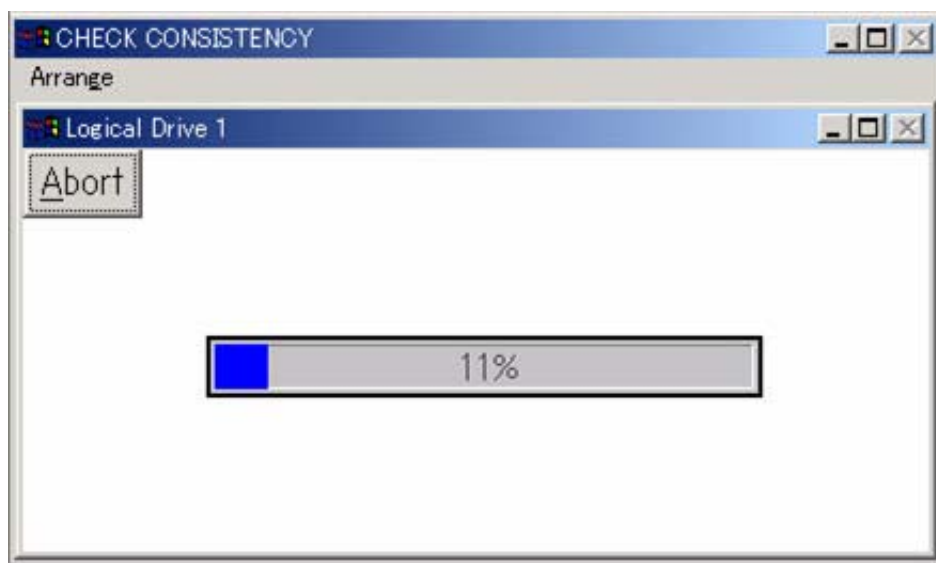 CHECK CONSISTENCY
Arrange
Logical Drive 1
Abort
11%